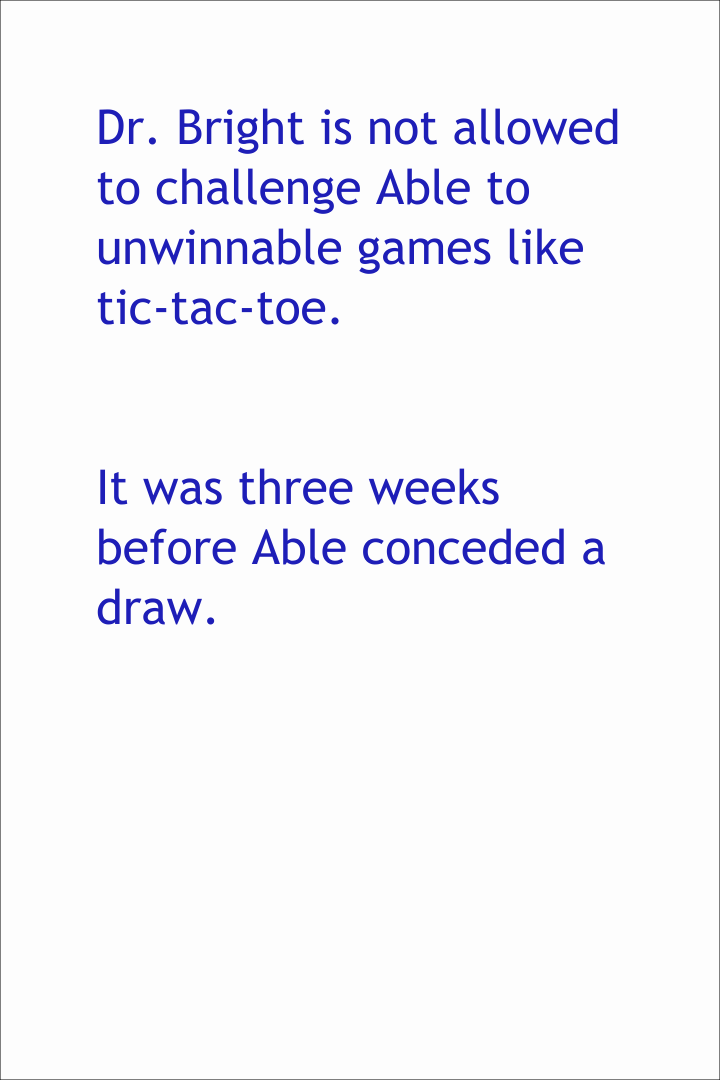 Dr. Bright is not allowed
to challenge Able to
unwinnable games like
tic-tac-toe.
It was three weeks
before Able conceded a
draw.